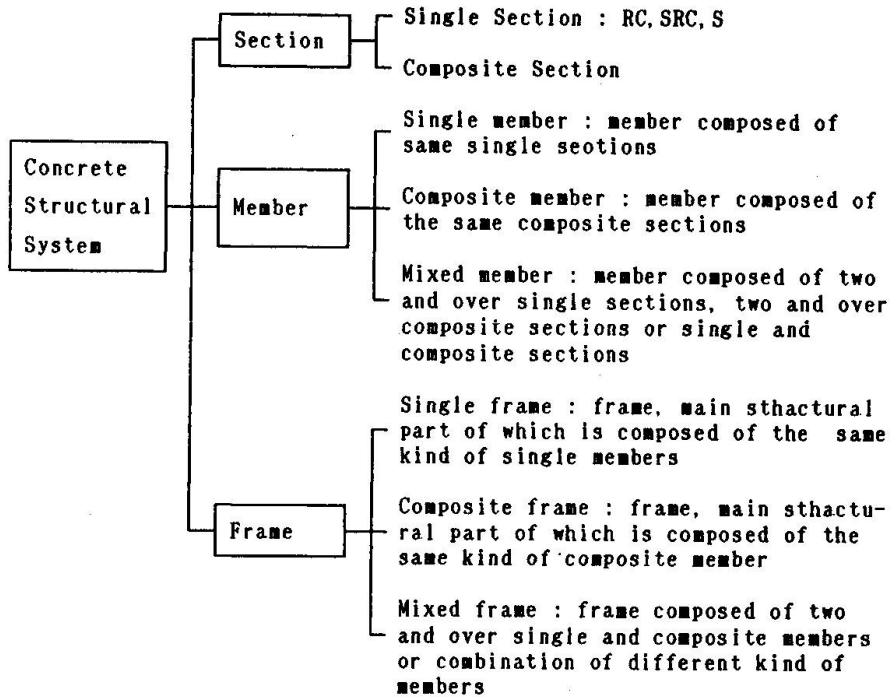 Concrete
Structural
System
Section
Single Section : RC, SRC, S
Composite Section
Member
Single member : member composed of
same single seotions
Composite member : member composed of
the same composite sections
Mixed member : member composed of two
and over single sections, two and over
composite sections or single and
composite sections
Frame
Single frame : frame, main sthactural
part of which is composed of the same
kind of single members
Composite frame : frame, main sthactu-
ral part of which is composed of the
same kind of composite member
Mixed frame : frame composed of two
and over single and composite members
or combination of different kind of
members